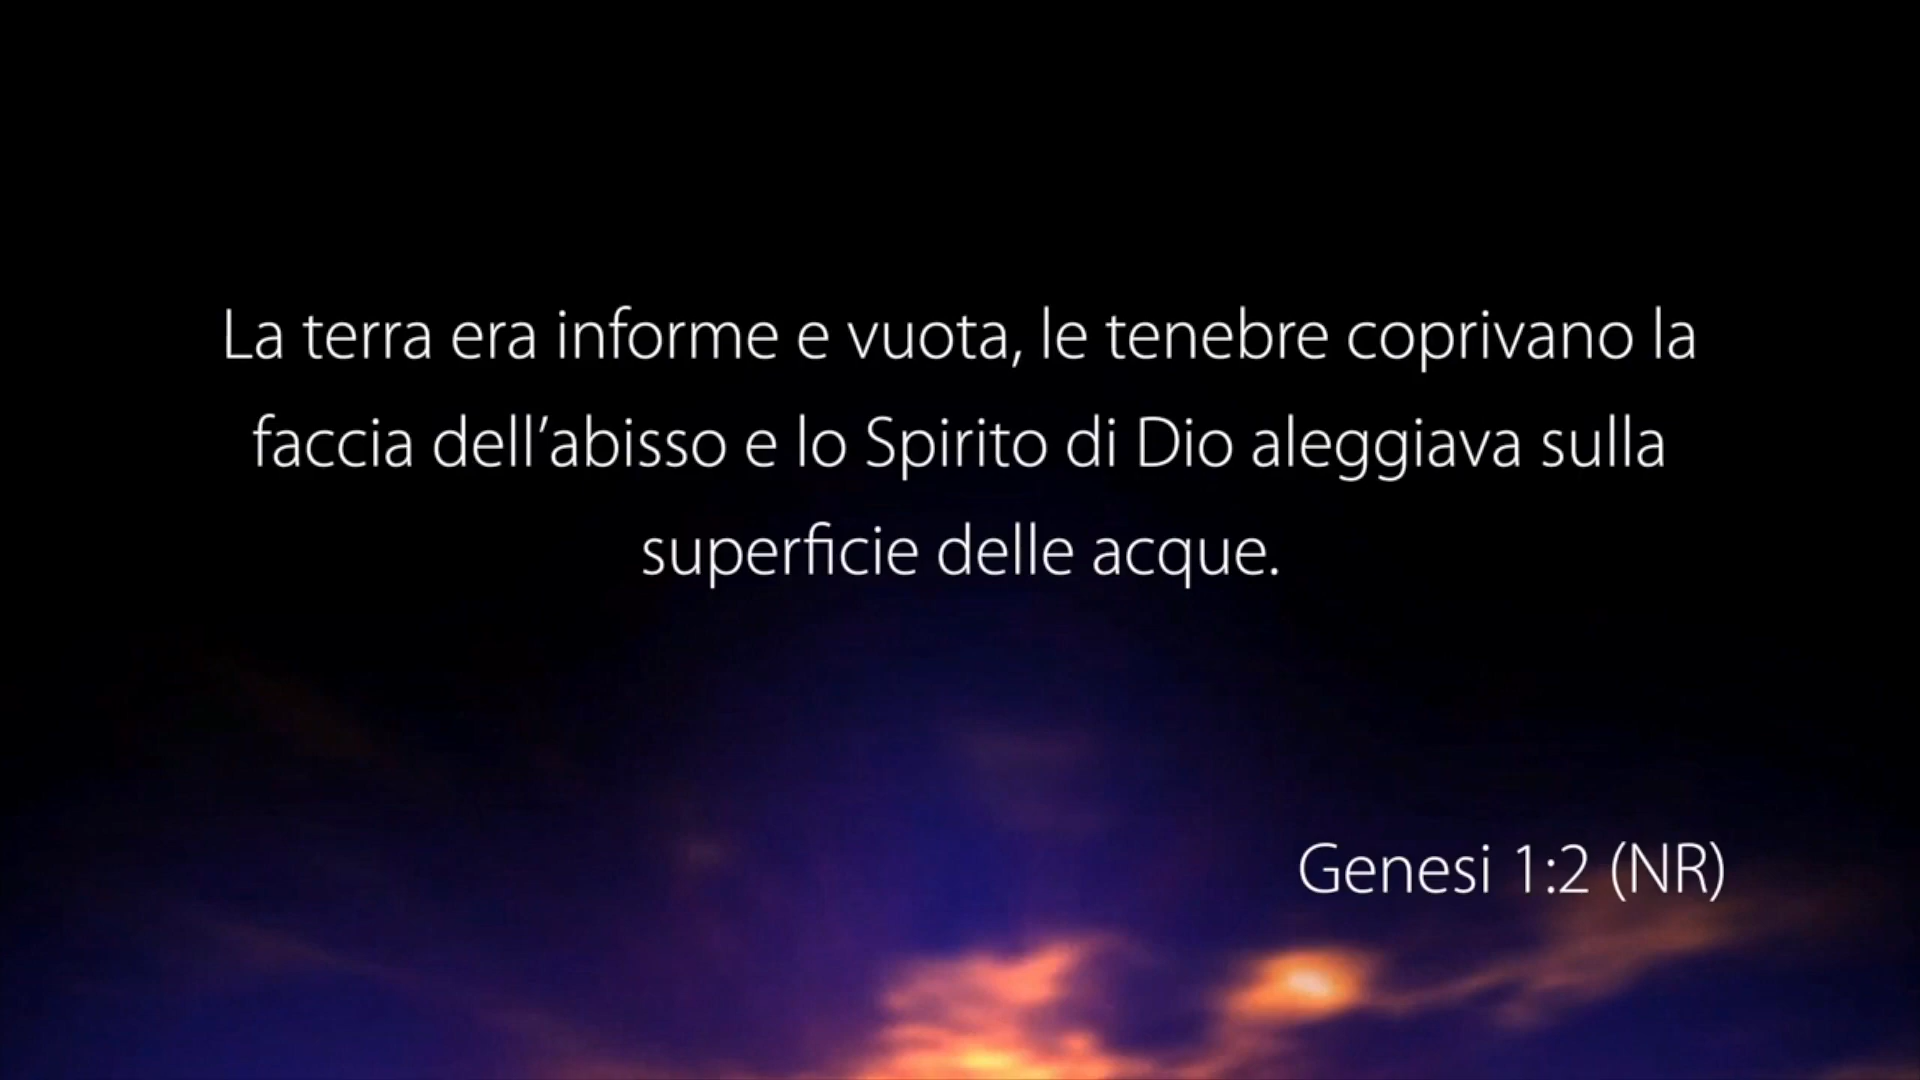 La terra era informe e vuota, le tenebre coprivano la
faccia dell’abisso e lo Spirito di Dio aleggiava sulla
superficie delle acque.
Genesi 1:2 (NR)